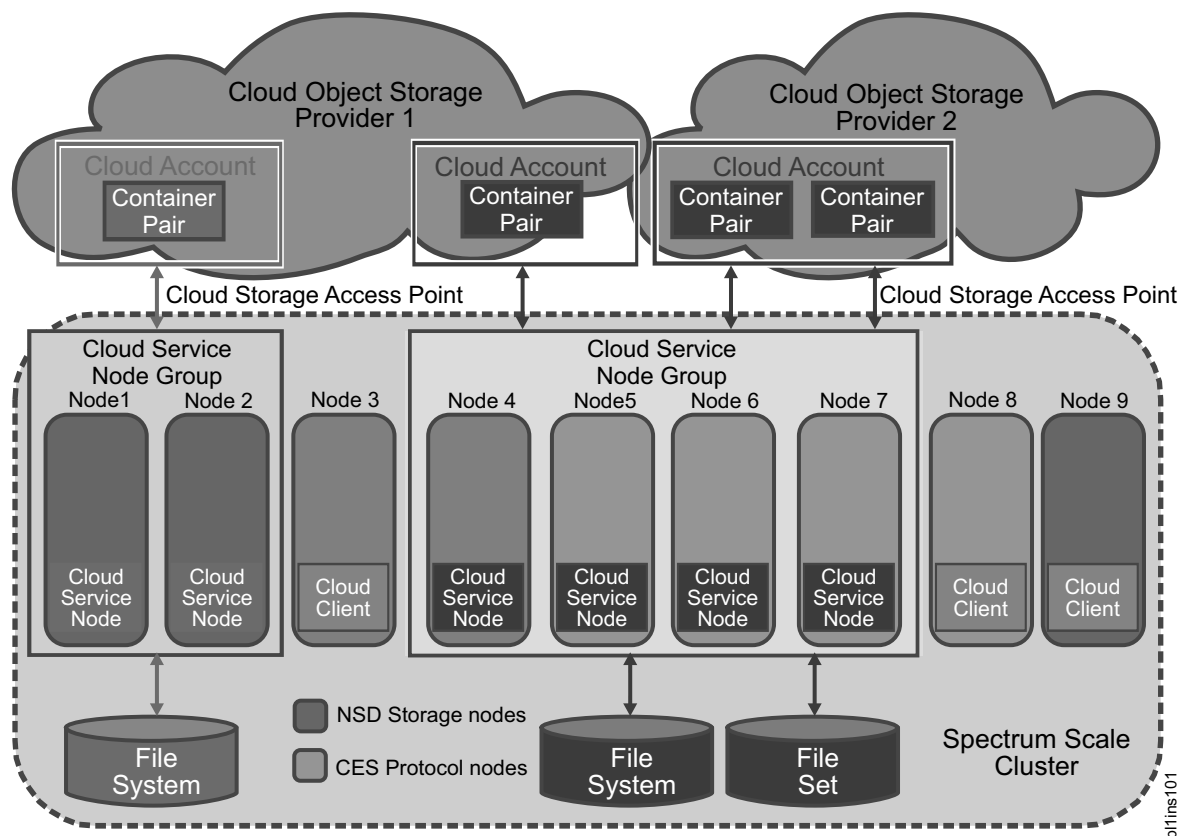 Cloud Object Storage
Provider 1
Cloud Object Storage
Provider 2
Cloud Account
Container
Pair
Cloud Account
Container
Pair
Cloud Account
Container
Pair
Container
Pair
Cloud Storage Access Point
Cloud Storage Access Point
Cloud Service
Node Group
Cloud Service
Node Group
Node1
Node 2
Node 3
Node 4
Node5
Node 6
Node 7
Node 8
Node 9
Cloud
Service
Node
Cloud
Service
Node
Cloud
Client
Cloud
Service
Node
Cloud
Service
Node
Cloud
Service
Node
Cloud
Service
Node
Cloud
Client
Cloud
Client
NSD Storage nodes
CES Protocol nodes
File
System
File
System
File
Set
Spectrum Scale
Cluster